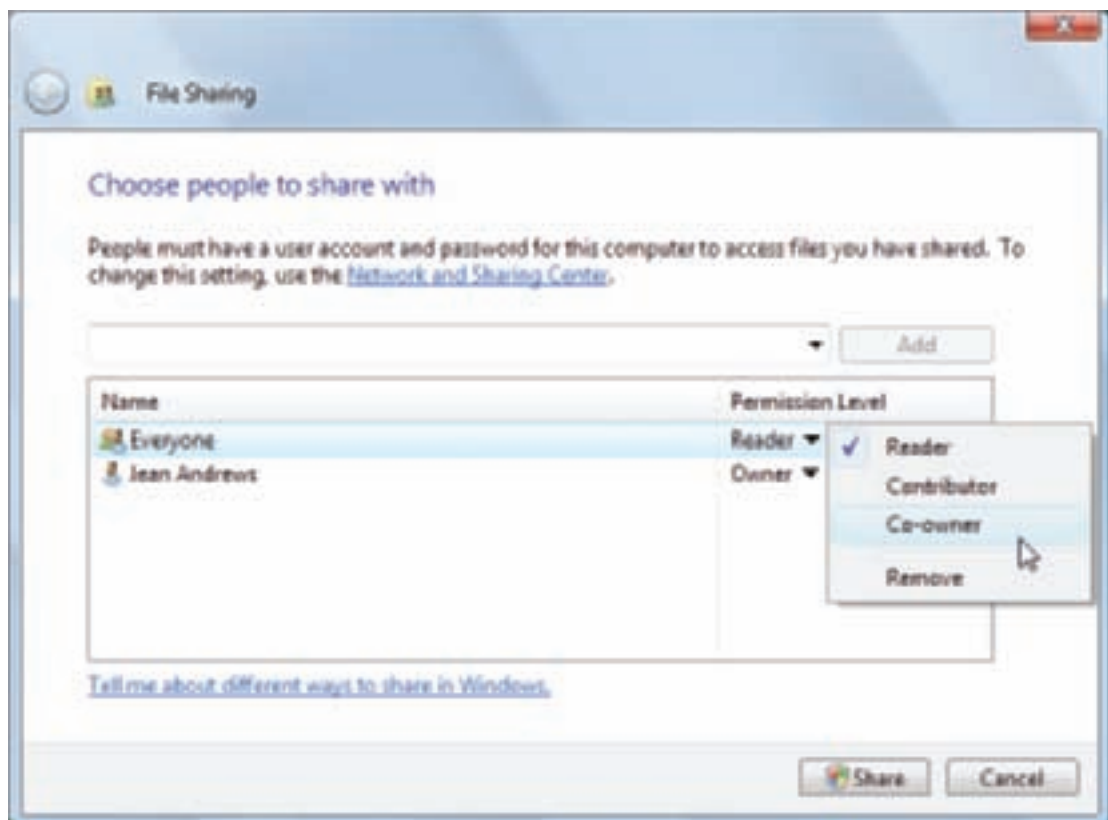 File Sharing
Choose people to share with
People must have a user account and password for this computer to access files you have shared. To
change this setting, use the Network and Sharing Center.
Add
Name Permission Level
Everyone Reader
Jean Andrews Owner
Reader
Contributor
Co-owner
Remove
Tell me about different ways to share in Windows.
Share Cancel